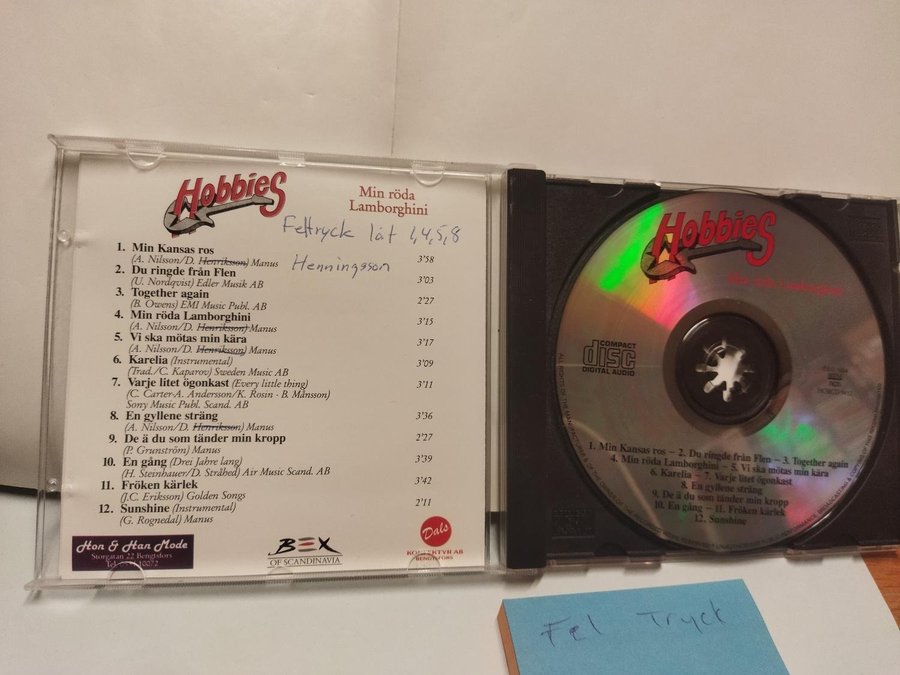 Hobbies
Min röda
Lamborghini
Feltryck låt 1,4,5,8
Henningsson
1. Min Kansas ros 3'58
(A. Nilsson/D. Henriksson) Manus
2. Du ringde från Flen 3'03
(U. Nordqvist) Edler Musik AB
3. Together again 2'27
(B. Owens) EMI Music Publ. AB
4. Min röda Lamborghini 3'15
(A. Nilsson/D. Henriksson) Manus
5. Vi ska mötas min kära 3'17
(A. Nilsson/D. Henriksson) Manus
6. Karelia (Instrumental) 3'09
(Trad./C. Kaparov) Sweden Music AB
7. Varje litet ögonkast (Every little thing) 3'11
(C. Carter-A. Andersson/K. Rosin - B. Månsson)
Sony Music Publ. Scand. AB
8. En gyllene sträng 3'36
(A. Nilsson/D. Henriksson) Manus
9. De ä du som tänder min kropp 2'27
(P. Grunström) Manus
10. En gång (Drei Jahre lang) 3'39
(H. Steinhauer/D. Stråhed) Air Music Scand. AB
11. Fröken kärlek 3'42
(J.C. Eriksson) Golden Songs
12. Sunshine (Instrumental) 2'11
(G. Rognedal) Manus
Hon & Han Mode
Storgatan 22 Bengtsfors
BEX
OF SCANDINAVIA
Dals
KONFEKTYR AB
BENGTSFORS
Hobbies
Min röda Lamborghini
COMPACT
disc
DIGITAL AUDIO
1. Min Kansas ros – 2. Du ringde från Flen – 3. Together again
4. Min röda Lamborghini – 5. Vi ska mötas min kära
6. Karelia – 7. Varje litet ögonkast
8. En gyllene sträng
9. De ä du som tänder min kropp
10. En gång – 11. Fröken kärlek
12. Sunshine
Fel Tryck